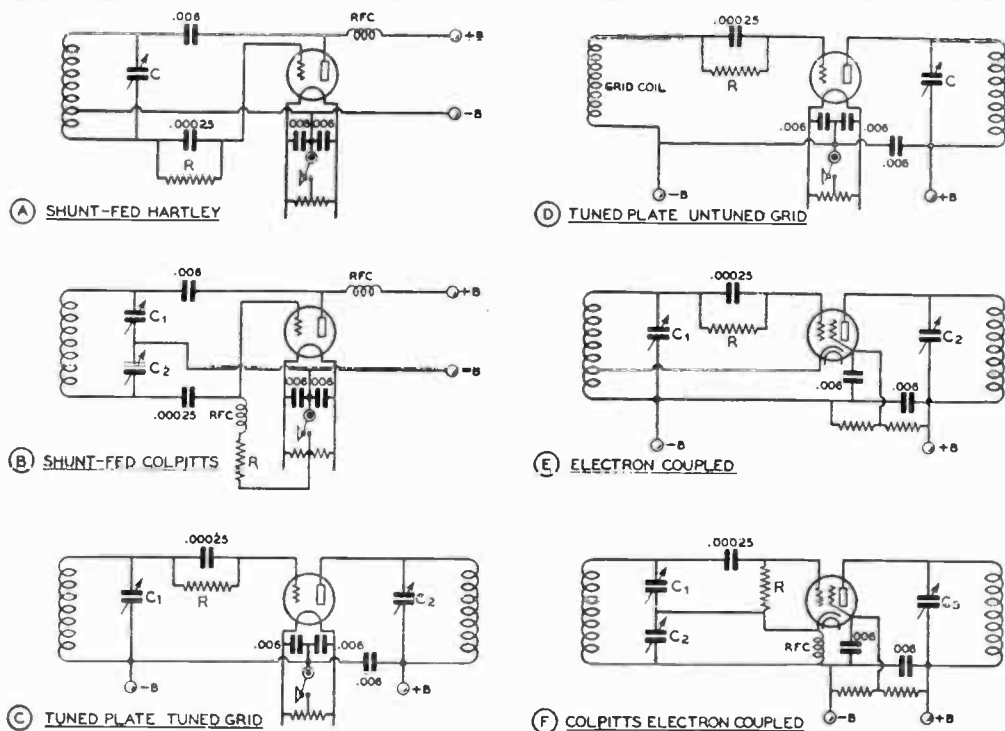 .006
RFC
+B
C
-B
.00025
.006 .006
R
(A) SHUNT-FED HARTLEY
.006
RFC
+B
C1
C2
-B
.00025
RFC
.006 .006
R
(B) SHUNT-FED COLPITTS
.00025
C1
R
C2
.006 .006
.006
-B
+B
(C) TUNED PLATE TUNED GRID
.00025
GRID COIL
R
C
.006 .006
.006
-B
+B
(D) TUNED PLATE UNTUNED GRID
.00025
C1
R
C2
.006
.006
-B
+B
(E) ELECTRON COUPLED
.00025
C1
R
C2
RFC
.006
.006
-B
+B
(F) COLPITTS ELECTRON COUPLED